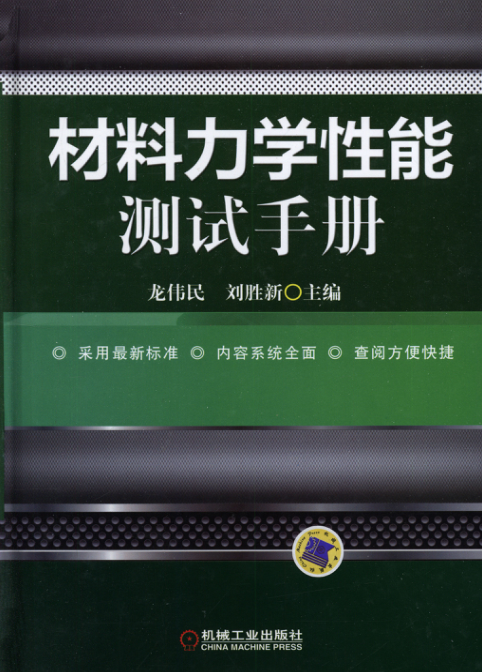 材料力学性能
测试手册
龙伟民 刘胜新○主编
◎ 采用最新标准 ◎ 内容系统全面 ◎ 查阅方便快捷
机械工业出版社
CHINA MACHINE PRESS